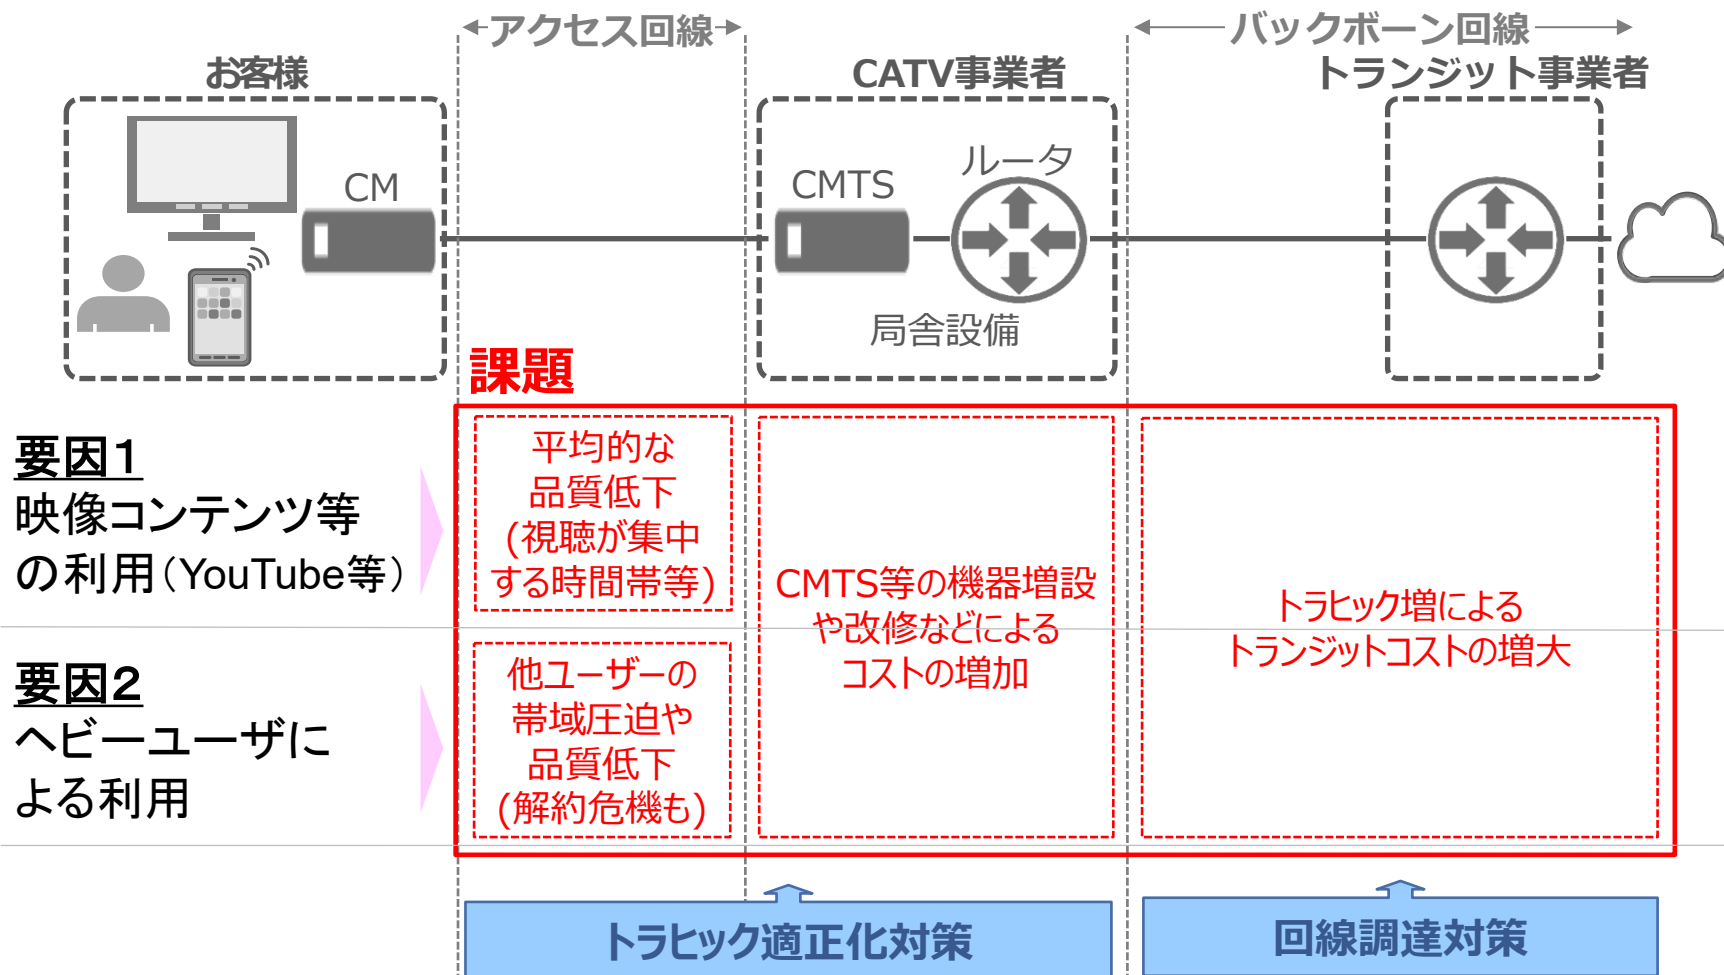 アクセス回線
バックボーン回線
お客様
CATV事業者
トランジット事業者
CM
CMTS
ルータ
局舎設備
課題
要因1
映像コンテンツ等
の利用（YouTube等）
平均的な
品質低下
(視聴が集中
する時間帯等)
CMTS等の機器増設
や改修などによる
コストの増加
トラヒック増による
トランジットコストの増大
要因2
ヘビーユーザに
よる利用
他ユーザーの
帯域圧迫や
品質低下
(解約危機も)
トラヒック適正化対策
回線調達対策